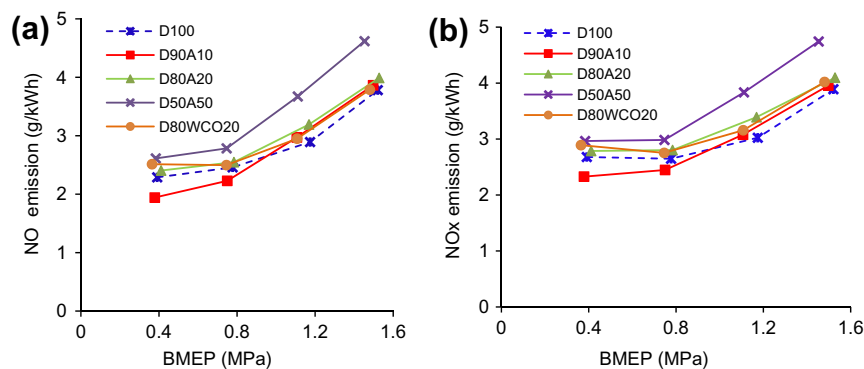 (a)
NO emission (g/kWh)
5
4
3
2
1
0
D100
D90A10
D80A20
D50A50
D80WCO20
0 0.4 0.8 1.2 1.6
BMEP (MPa)
(b)
NOx emission (g/kWh)
5
4
3
2
1
0
D100
D90A10
D80A20
D50A50
D80WCO20
0 0.4 0.8 1.2 1.6
BMEP (MPa)